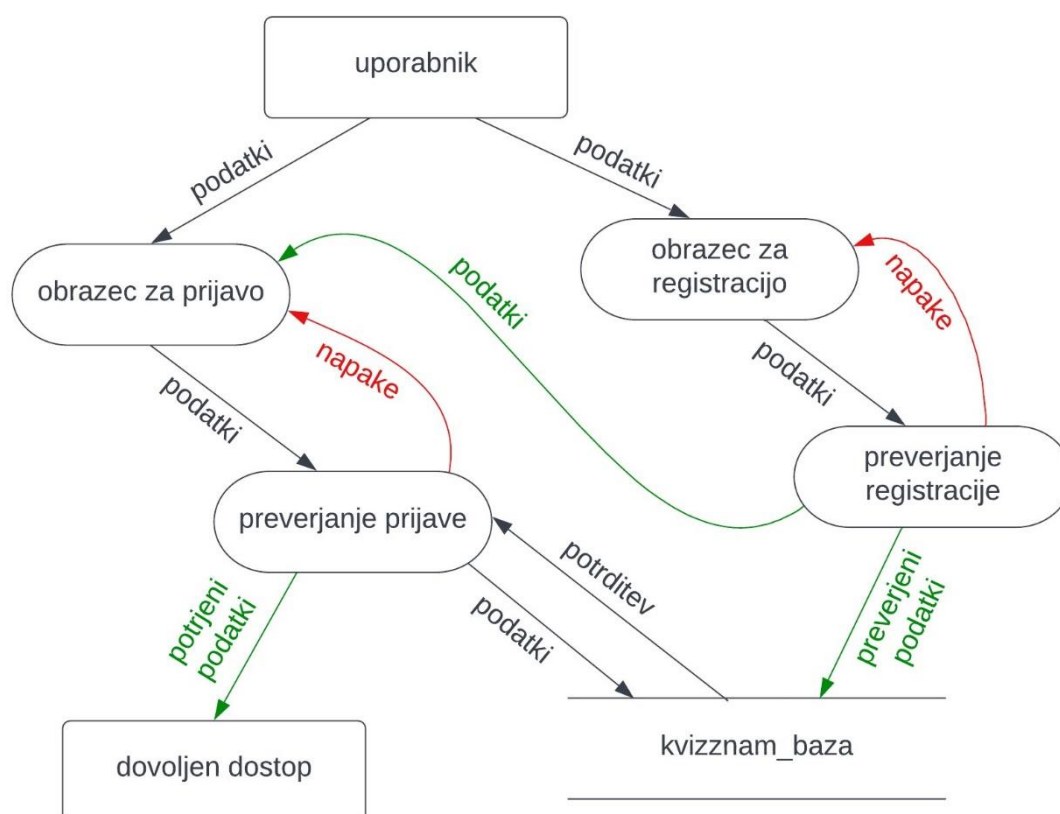 uporabnik
podatki
podatki
obrazec za prijavo
podatki
obrazec za
registracijo
napake
napake
podatki
podatki
preverjanje prijave
preverjanje
registracije
potrditev
potrjeni
podatki
podatki
preverjeni
podatki
dovoljen dostop
kvizznam_baza